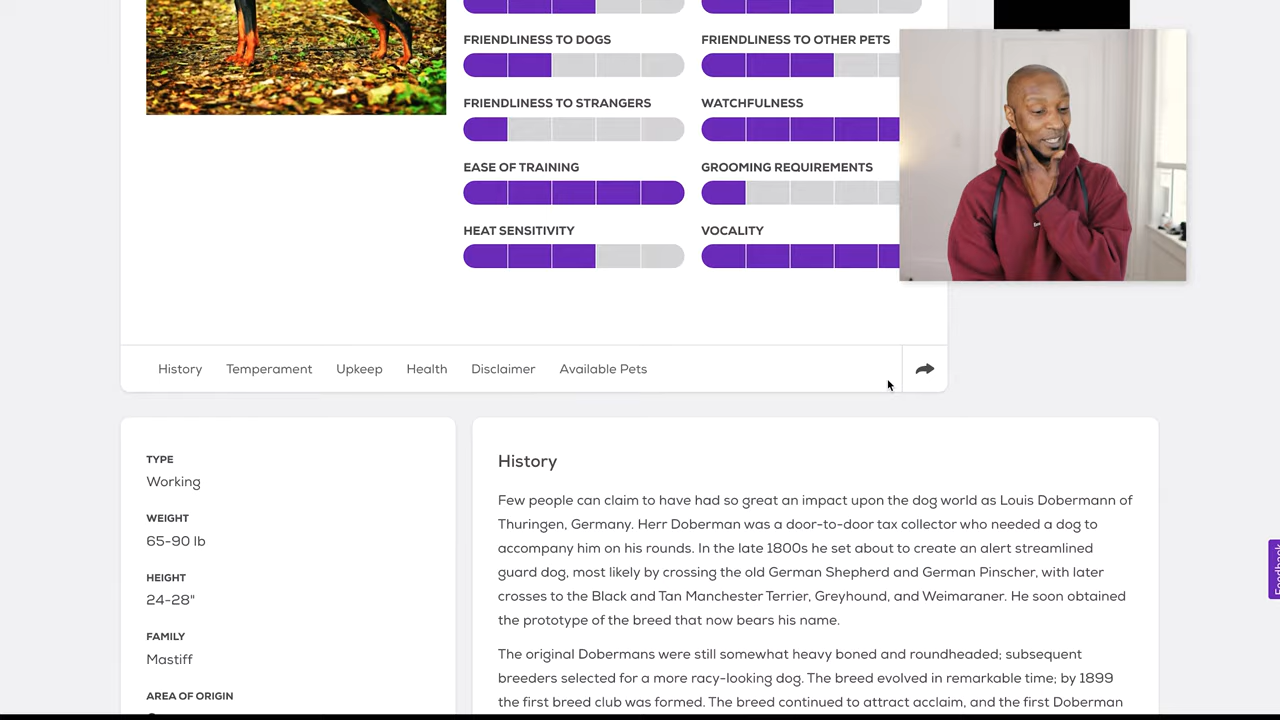 FRIENDLINESS TO DOGS
FRIENDLINESS TO OTHER PETS
FRIENDLINESS TO STRANGERS
WATCHFULNESS
EASE OF TRAINING
GROOMING REQUIREMENTS
HEAT SENSITIVITY
VOCALITY
History Temperament Upkeep Health Disclaimer Available Pets
TYPE
Working
WEIGHT
65-90 lb
HEIGHT
24-28"
FAMILY
Mastiff
AREA OF ORIGIN
History
Few people can claim to have had so great an impact upon the dog world as Louis Dobermann of
Thuringen, Germany. Herr Doberman was a door-to-door tax collector who needed a dog to
accompany him on his rounds. In the late 1800s he set about to create an alert streamlined
guard dog, most likely by crossing the old German Shepherd and German Pinscher, with later
crosses to the Black and Tan Manchester Terrier, Greyhound, and Weimaraner. He soon obtained
the prototype of the breed that now bears his name.
The original Dobermans were still somewhat heavy boned and roundheaded; subsequent
breeders selected for a more racy-looking dog. The breed evolved in remarkable time; by 1899
the first breed club was formed. The breed continued to attract acclaim, and the first Doberman
Feedback